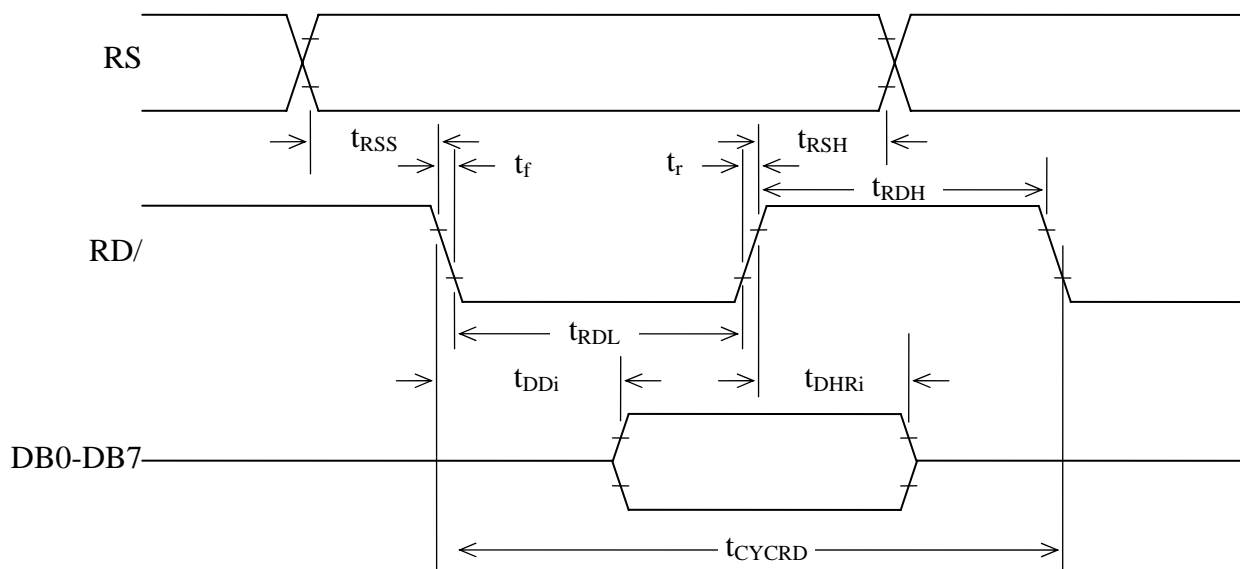 RS
tRSS
tRSH
tf
tr
tRDH
RD/
tRDL
tDDi
tDHRi
DB0-DB7
tCYCRD